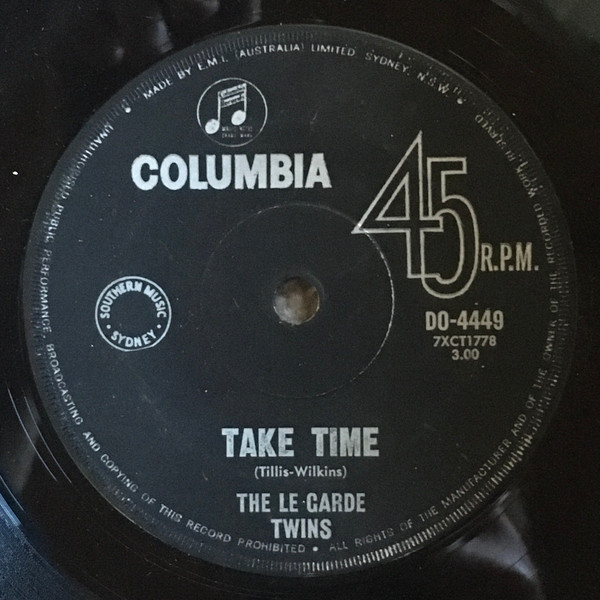 MADE BY E.M.I. (AUSTRALIA) LIMITED SYDNEY, N.S.W. •
COLUMBIA
45
R.P.M.
SOUTHERN MUSIC
• SYDNEY •
DO-4449
7XCT1778
3.00
TAKE TIME
(Tillis-Wilkins)
THE LE GARDE
TWINS
UNAUTHORISED PUBLIC PERFORMANCE, BROADCASTING AND COPYING OF THIS RECORD PROHIBITED • ALL RIGHTS OF THE MANUFACTURER AND OF THE OWNER OF THE RECORDED WORK RESERVED